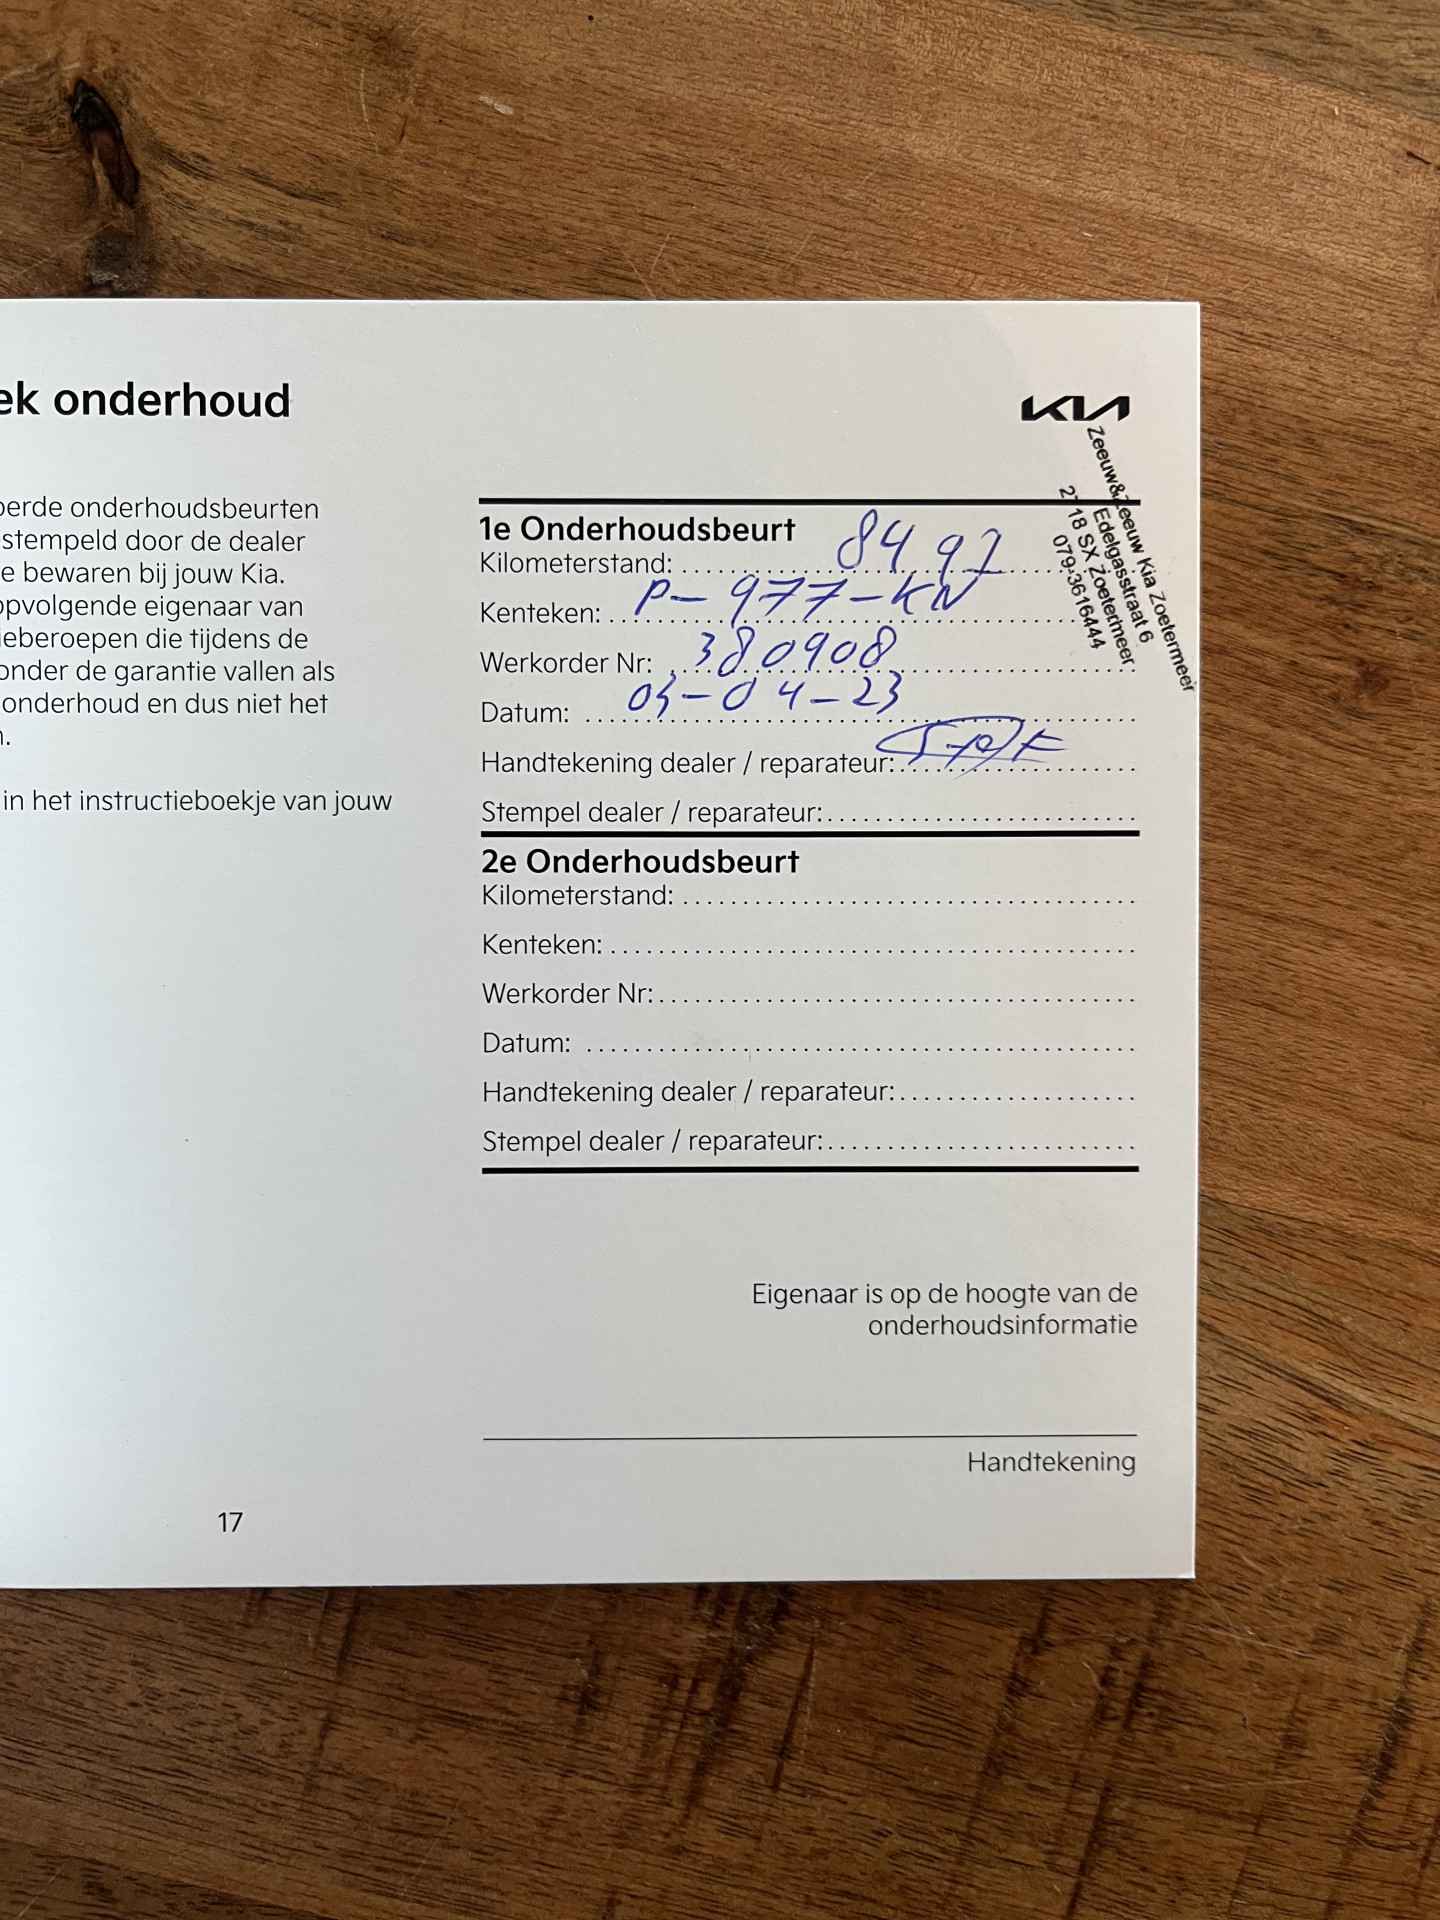 ek onderhoud
KIA
Zeeuw&Zeeuw Kia Zoetermeer
Edelgasstraat 6
2718 SX Zoetermeer
079-3616444
oerde onderhoudsbeurten
stempeld door de dealer
e bewaren bij jouw Kia.
opvolgende eigenaar van
ieberoepen die tijdens de
onder de garantie vallen als
onderhoud en dus niet het
n.
in het instructieboekje van jouw
1e Onderhoudsbeurt
Kilometerstand: 8497
Kenteken: P-977-KN
Werkorder Nr: 380908
Datum: 03-04-23
Handtekening dealer / reparateur:
Stempel dealer / reparateur:
2e Onderhoudsbeurt
Kilometerstand:
Kenteken:
Werkorder Nr:
Datum:
Handtekening dealer / reparateur:
Stempel dealer / reparateur:
Eigenaar is op de hoogte van de
onderhoudsinformatie
Handtekening
17